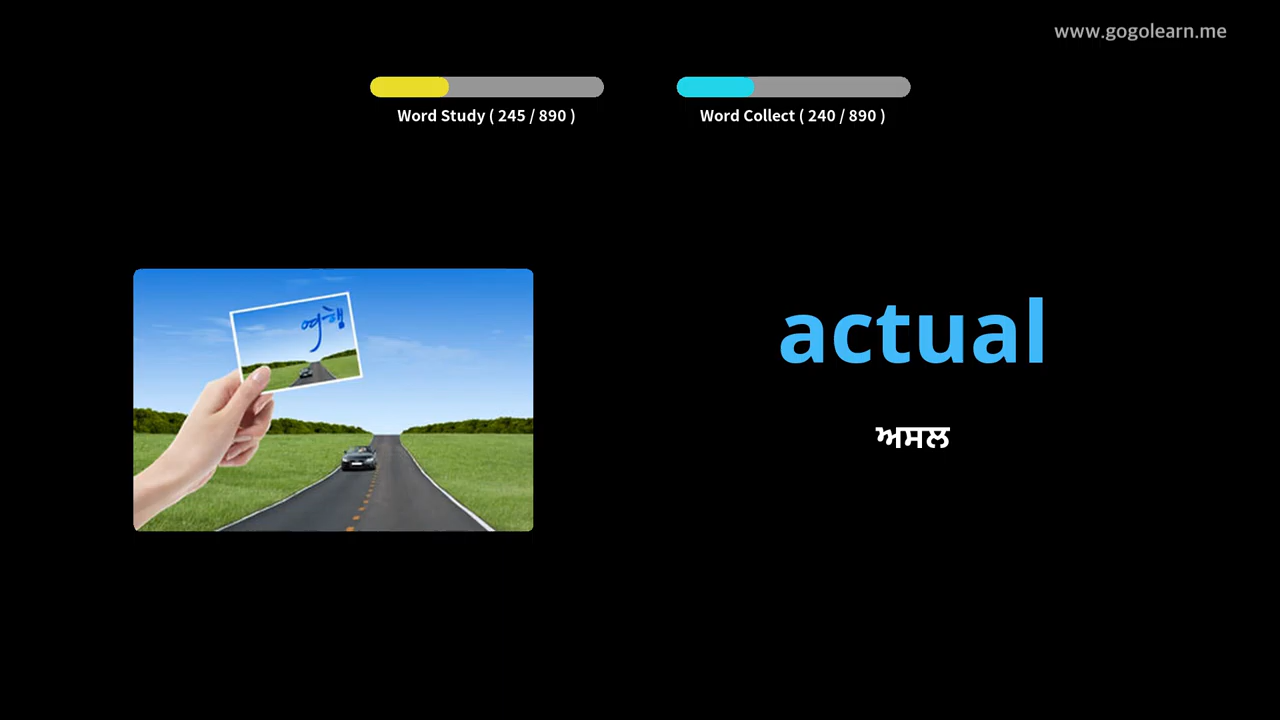 www.gogolearn.me
Word Study ( 245 / 890 )
Word Collect ( 240 / 890 )
여행
actual
ਅਸਲ